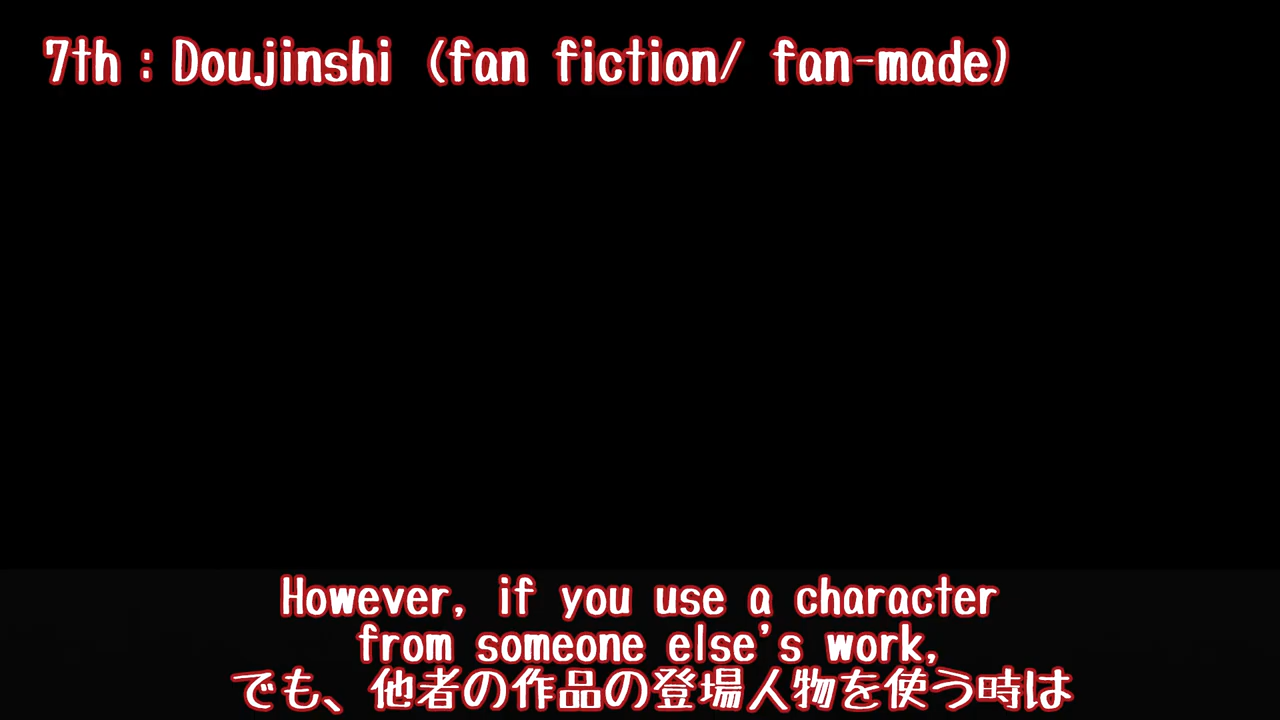 7th：Doujinshi (fan fiction/ fan-made)
However, if you use a character
from someone else's work,
でも、他者の作品の登場人物を使う時は